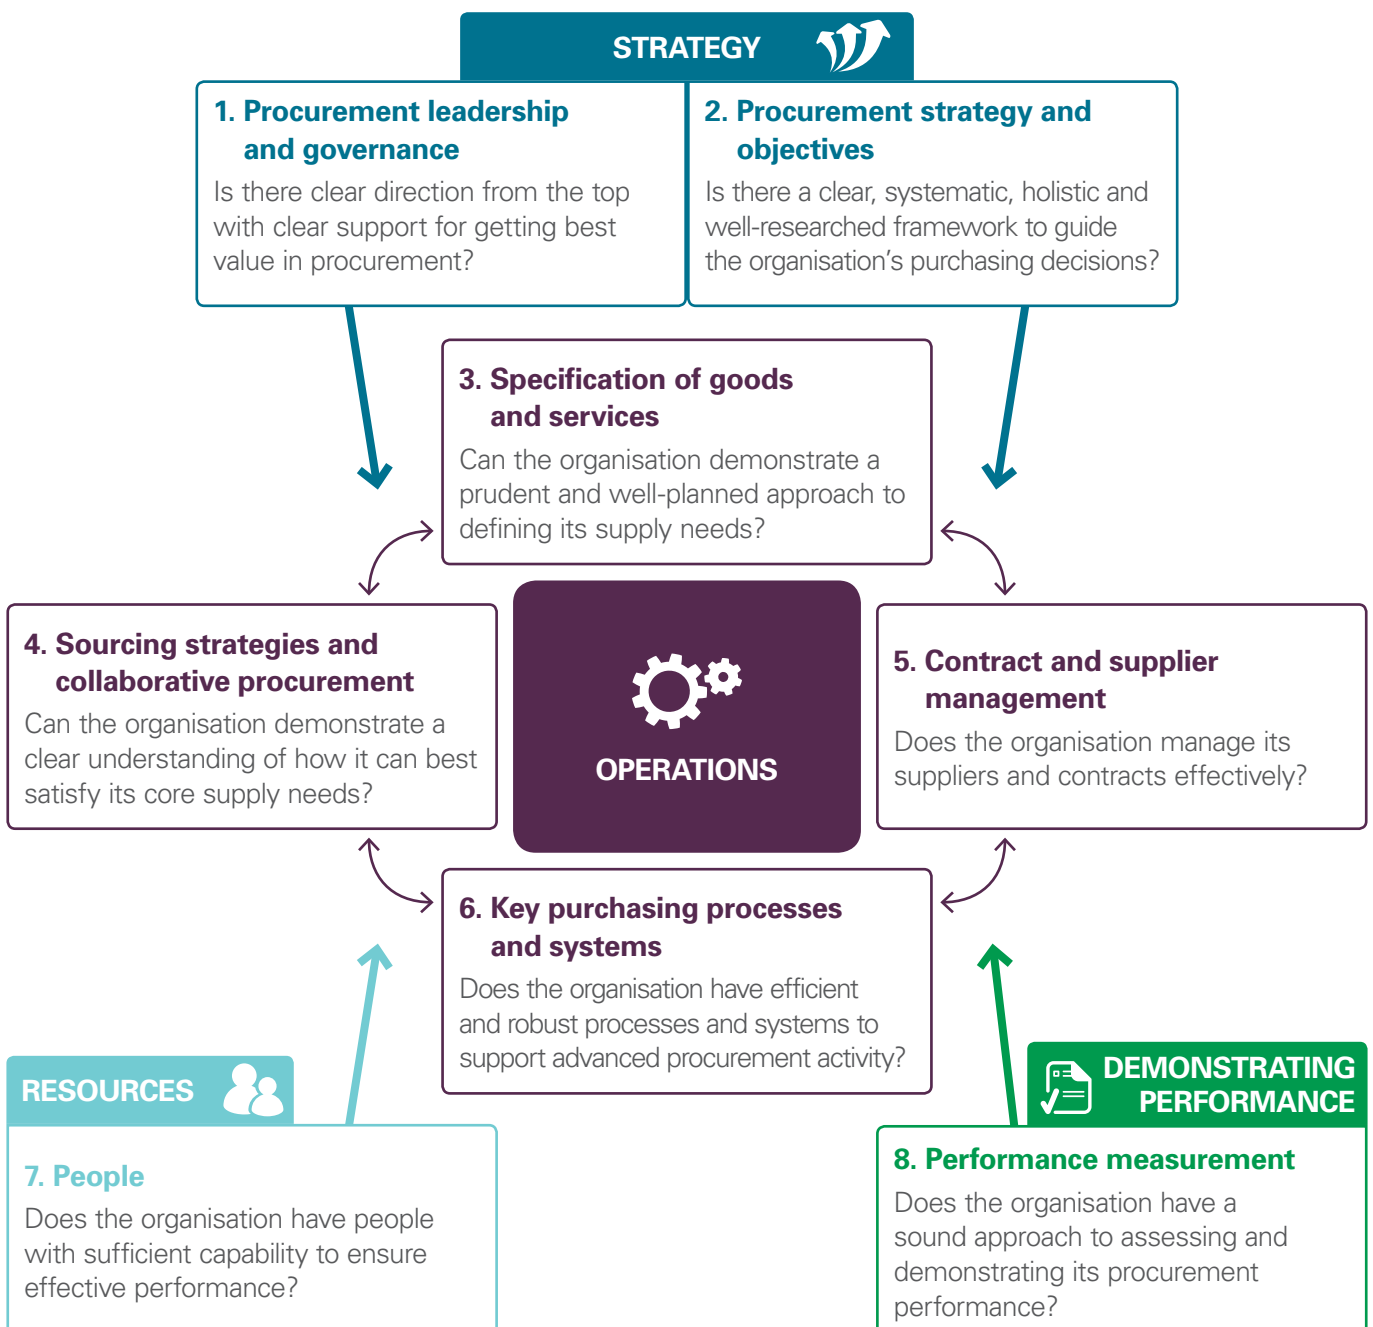 STRATEGY
1. Procurement leadership
and governance
Is there clear direction from the top
with clear support for getting best
value in procurement?
2. Procurement strategy and
objectives
Is there a clear, systematic, holistic and
well-researched framework to guide
the organisation’s purchasing decisions?
3. Specification of goods
and services
Can the organisation demonstrate a
prudent and well-planned approach to
defining its supply needs?
4. Sourcing strategies and
collaborative procurement
Can the organisation demonstrate a
clear understanding of how it can best
satisfy its core supply needs?
OPERATIONS
5. Contract and supplier
management
Does the organisation manage its
suppliers and contracts effectively?
6. Key purchasing processes
and systems
Does the organisation have efficient
and robust processes and systems to
support advanced procurement activity?
RESOURCES
7. People
Does the organisation have people
with sufficient capability to ensure
effective performance?
DEMONSTRATING
PERFORMANCE
8. Performance measurement
Does the organisation have a
sound approach to assessing and
demonstrating its procurement
performance?